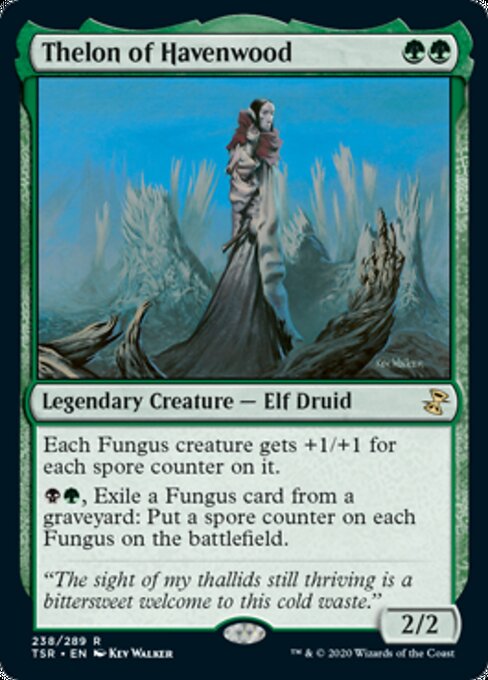 Thelon of Havenwood
Kev Walker
Legendary Creature — Elf Druid
Each Fungus creature gets +1/+1 for
each spore counter on it.
, Exile a Fungus card from a
graveyard: Put a spore counter on each
Fungus on the battlefield.
“The sight of my thallids still thriving is a
bittersweet welcome to this cold waste.”
2/2
238/289 R
TSR • EN Kev Walker
™ & © 2020 Wizards of the Coast